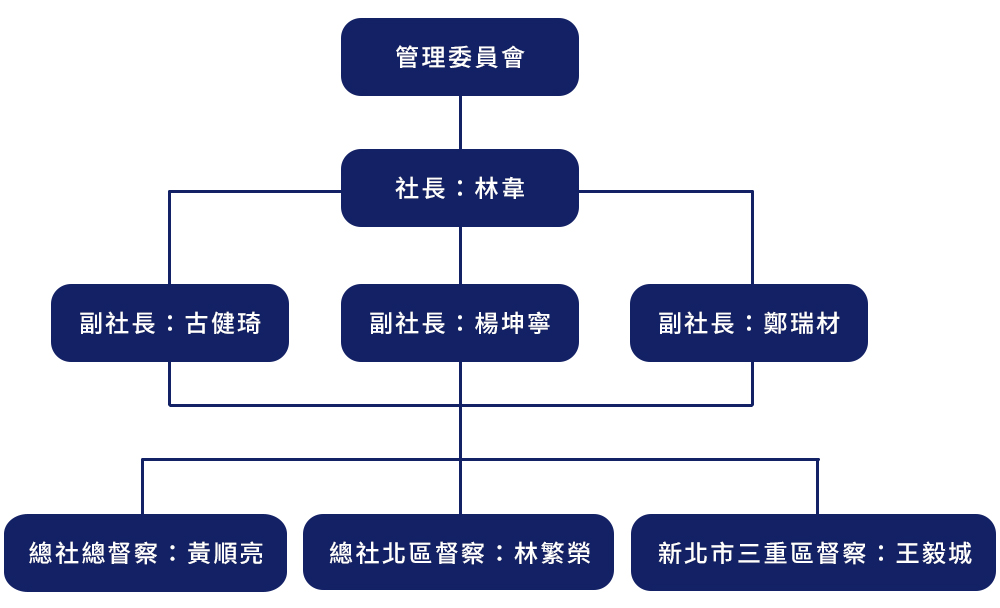 管理委員會
社長：林韋
副社長：古健琦
副社長：楊坤寧
副社長：鄭瑞材
總社總督察：黃順亮
總社北區督察：林繁榮
新北市三重區督察：王毅城